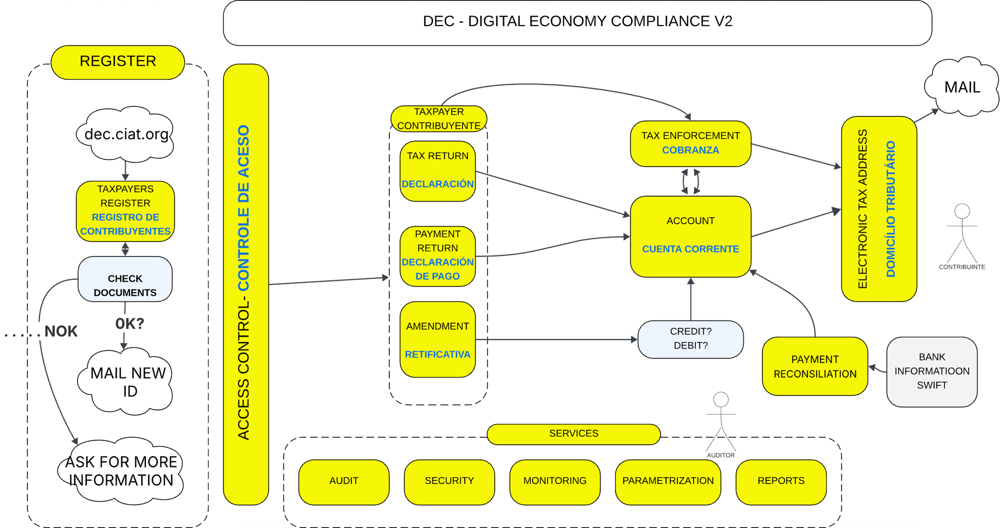 DEC - DIGITAL ECONOMY COMPLIANCE V2
REGISTER
dec.ciat.org
TAXPAYERS
REGISTER
REGISTRO DE
CONTRIBUYENTES
CHECK
DOCUMENTS
0K?
. . . . . NOK
MAIL NEW
ID
ASK FOR MORE
INFORMATION
ACCESS CONTROL- CONTROLE DE ACESO
TAXPAYER
CONTRIBUYENTE
TAX RETURN
DECLARACIÓN
PAYMENT
RETURN
DECLARACIÓN
DE PAGO
AMENDMENT
RETIFICATIVA
TAX ENFORCEMENT
COBRANZA
ACCOUNT
CUENTA CORRENTE
CREDIT?
DEBIT?
PAYMENT
RECONSILIATION
BANK
INFORMATIOON
SWIFT
ELECTRONIC TAX ADDRESS
DOMICÍLIO TRIBUTÁRIO
MAIL
CONTRIBUINTE
AUDITOR
SERVICES
AUDIT
SECURITY
MONITORING
PARAMETRIZATION
REPORTS